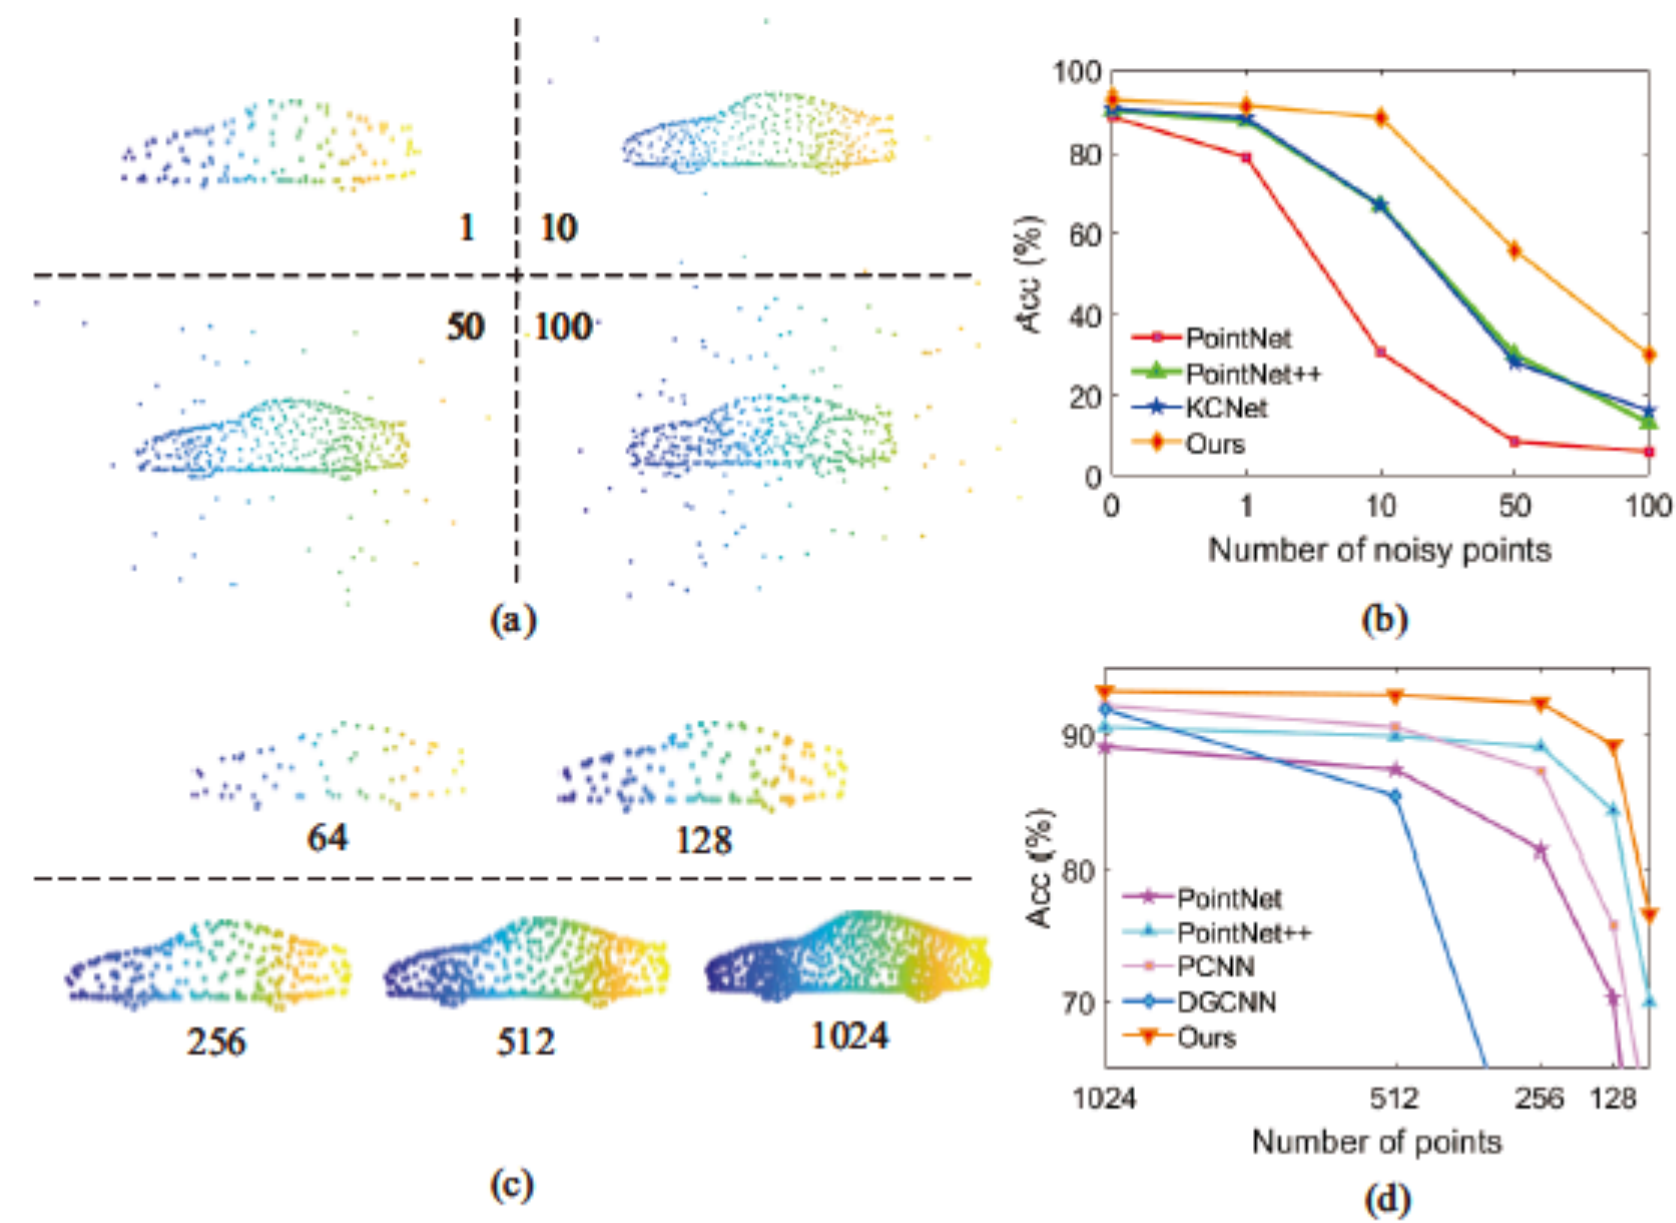 1
10
50
100
(a)
100
80
60
40
20
0
Acc (%)
PointNet
PointNet++
KCNet
Ours
0 1 10 50 100
Number of noisy points
(b)
64
128
256
512
1024
(c)
90
80
70
Acc (%)
PointNet
PointNet++
PCNN
DGCNN
Ours
1024 512 256 128
Number of points
(d)